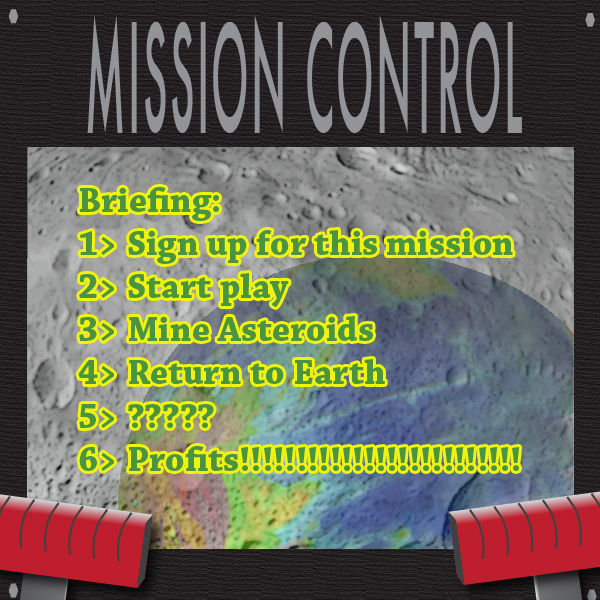 MISSION CONTROL
Briefing:
1> Sign up for this mission
2> Start play
3> Mine Asteroids
4> Return to Earth
5> ?????
6> Profits!!!!!!!!!!!!!!!!!!!!!!!!!